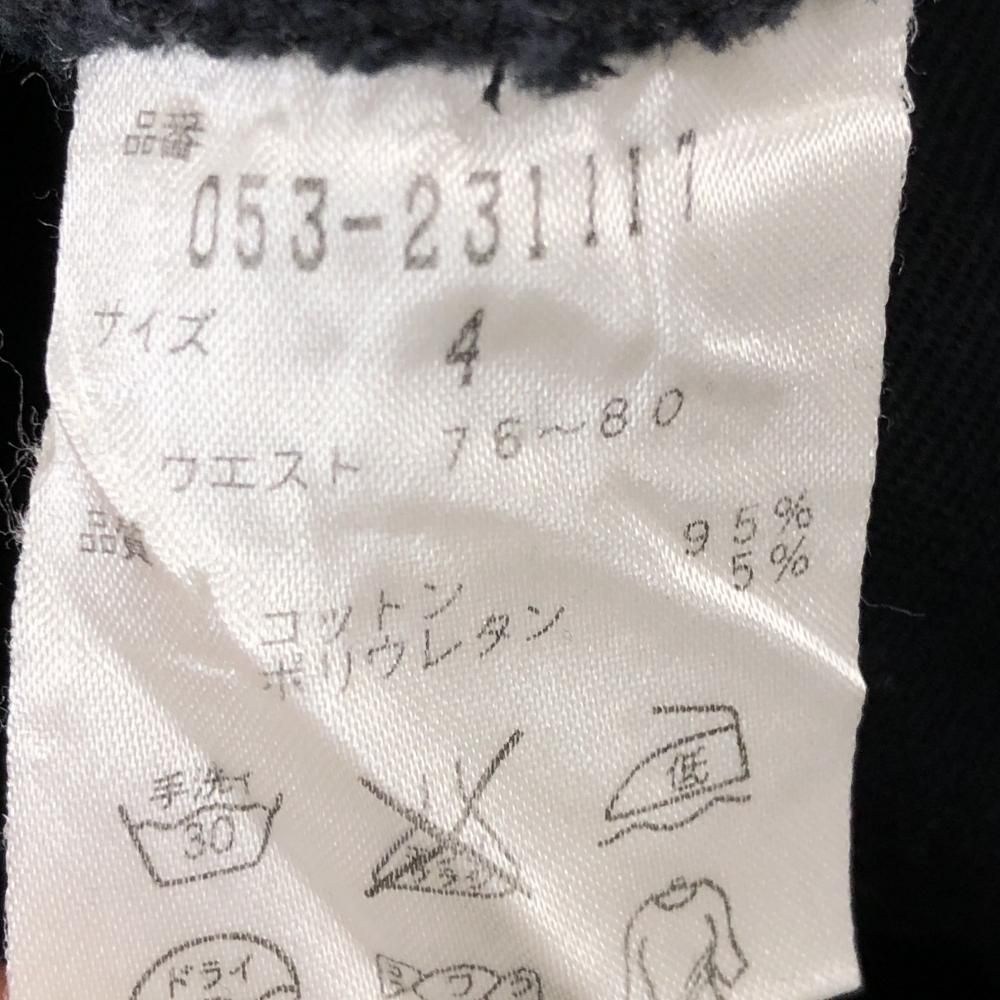 品番
053-231117
サイズ 4
ウエスト 76～80
品質
コットン 95%
ポリウレタン 5%
手洗イ
30
低
ドライ